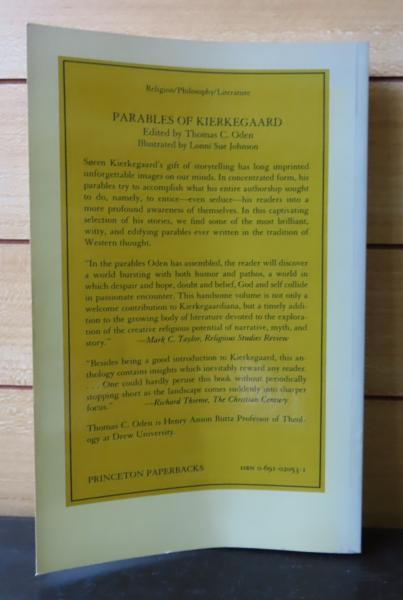 Religion/Philosophy/Literature
PARABLES OF KIERKEGAARD
Edited by Thomas C. Oden
Illustrated by Lonni Sue Johnson
Søren Kierkegaard's gift of storytelling has long imprinted
unforgettable images on our minds. In concentrated form, his
parables try to accomplish what his entire authorship sought
to do, namely, to entice—even seduce—his readers into a
more profound awareness of themselves. In this captivating
selection of his stories, we find some of the most brilliant,
witty, and edifying parables ever written in the tradition of
Western thought.
"In the parables Oden has assembled, the reader will discover
a world bursting with both humor and pathos, a world in
which despair and hope, doubt and belief, God and self collide
in passionate encounter. This handsome volume is not only a
welcome contribution to Kierkegaardiana, but a timely addi-
tion to the growing body of literature devoted to the explora-
tion of the creative religious potential of narrative, myth, and
story." —Mark C. Taylor, Religious Studies Review
"Besides being a good introduction to Kierkegaard, this an-
thology contains insights which inevitably reward any reader.
. . . One could hardly peruse this book without periodically
stopping short as the landscape comes suddenly into sharper
focus." —Richard Thieme, The Christian Century
Thomas C. Oden is Henry Anson Buttz Professor of Theol-
ogy at Drew University.
PRINCETON PAPERBACKS ISBN 0-691-02053-1